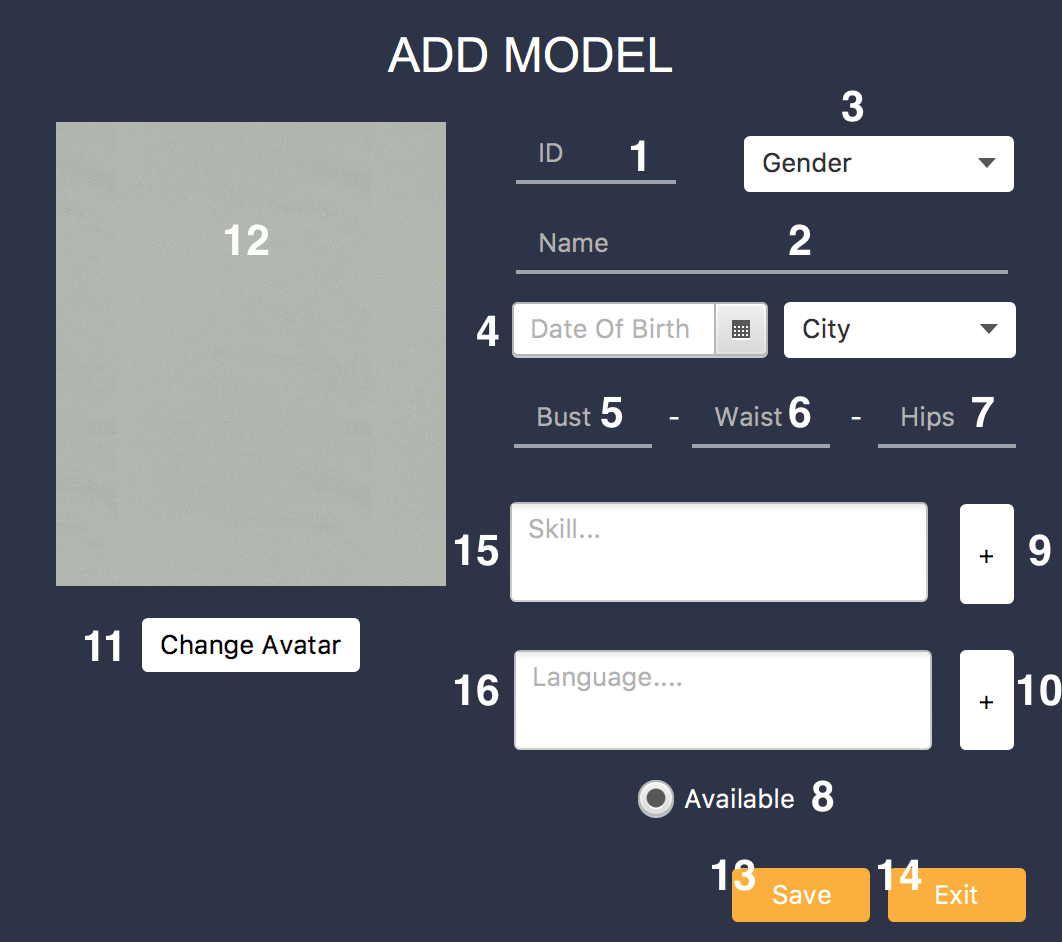 ADD MODEL
3
ID 1
Gender
12
Name 2
4 Date Of Birth
City
Bust 5 - Waist 6 - Hips 7
15 Skill...
+ 9
11 Change Avatar
16 Language....
+ 10
Available 8
13 Save
14 Exit